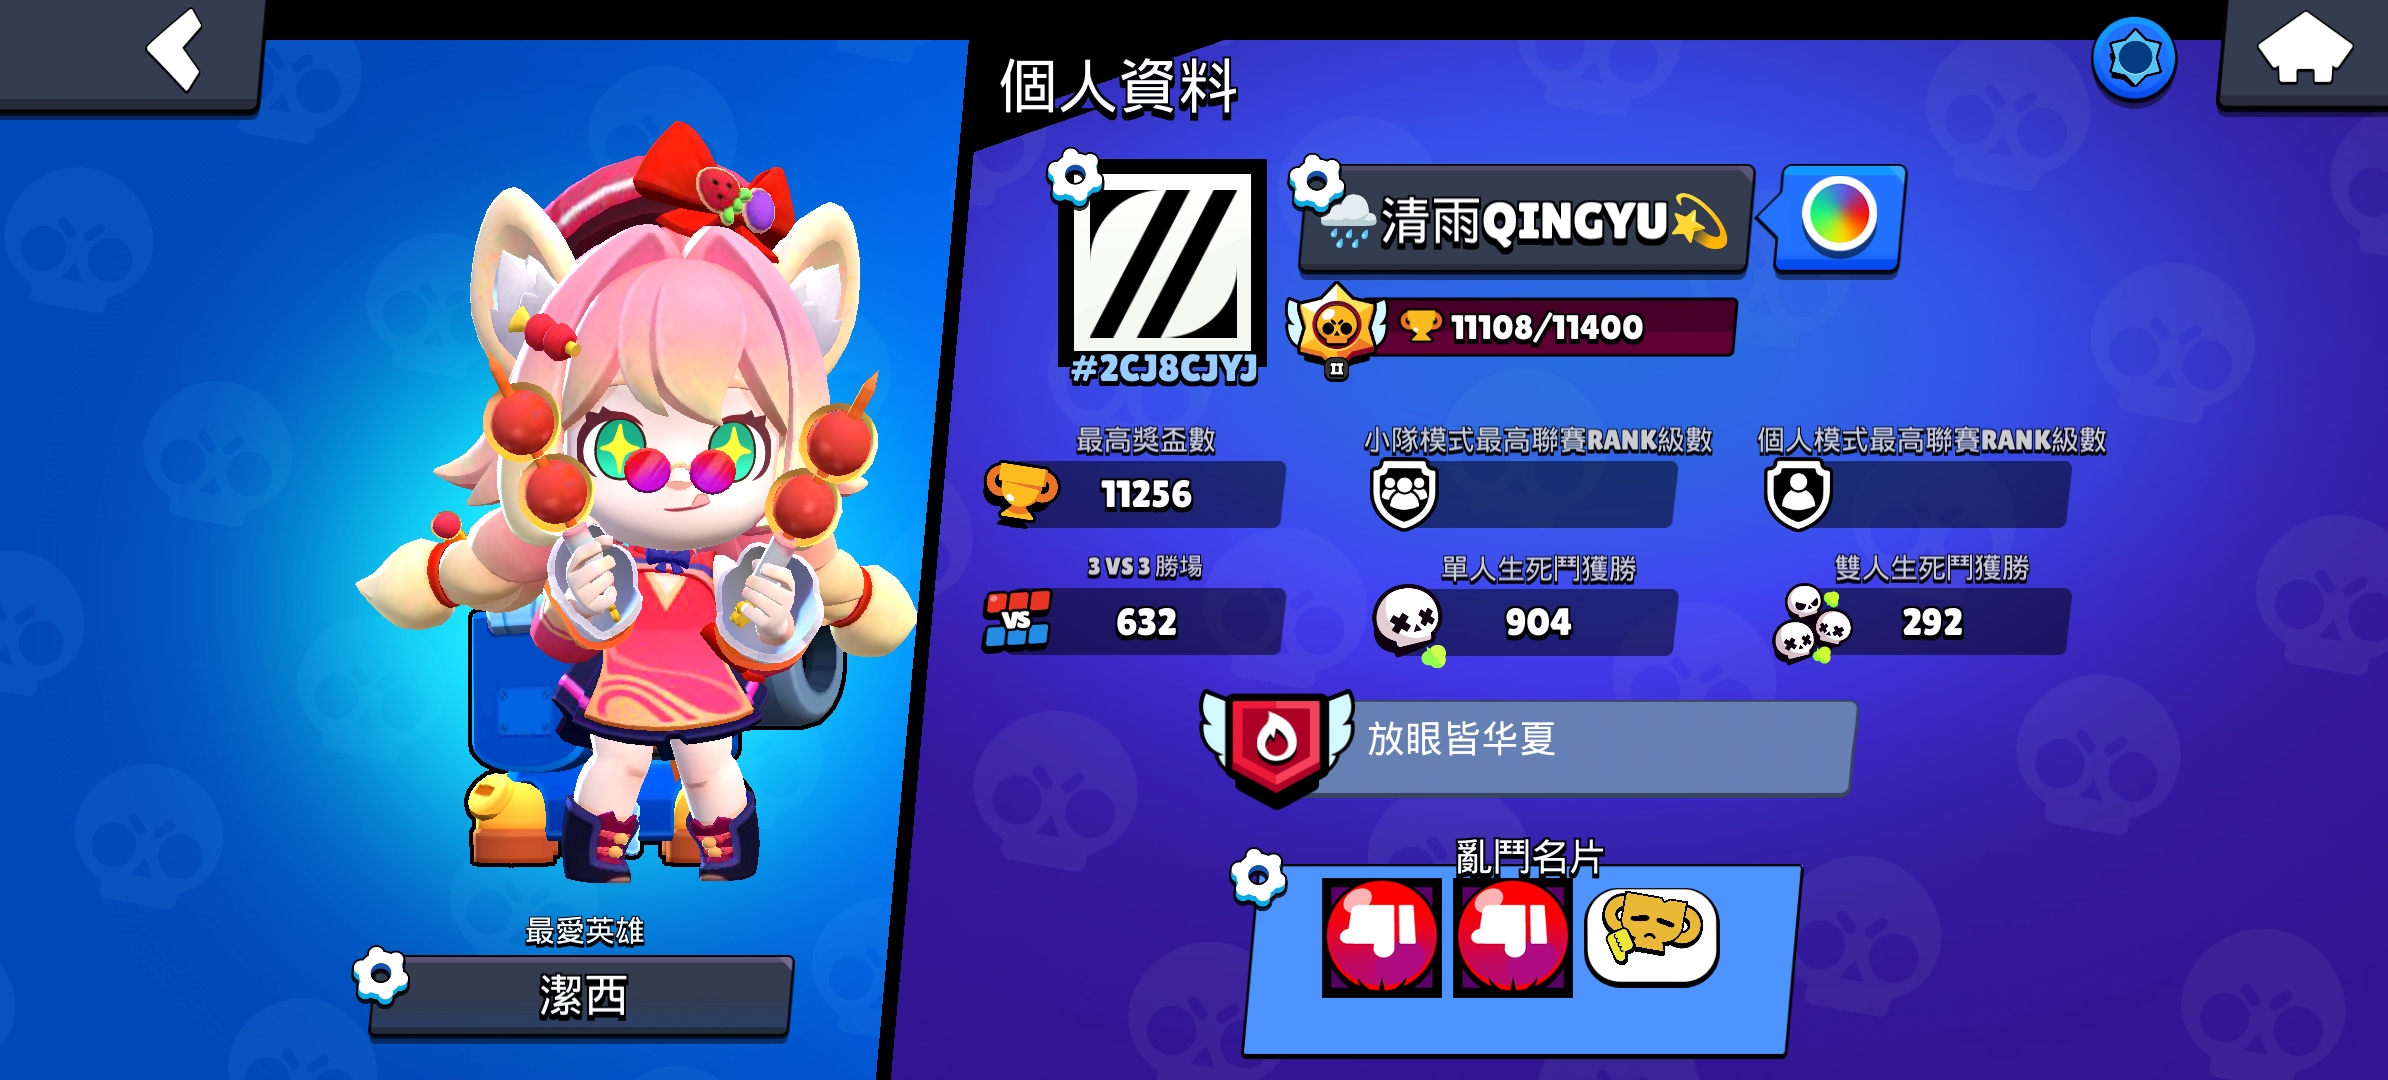 個人資料
清雨QINGYU
#2CJ8CJYJ
II
11108/11400
最高獎盃數
11256
小隊模式最高聯賽RANK級數
個人模式最高聯賽RANK級數
3 VS 3 勝場
VS
632
單人生死鬥獲勝
904
雙人生死鬥獲勝
292
放眼皆华夏
亂鬥名片
最愛英雄
潔西